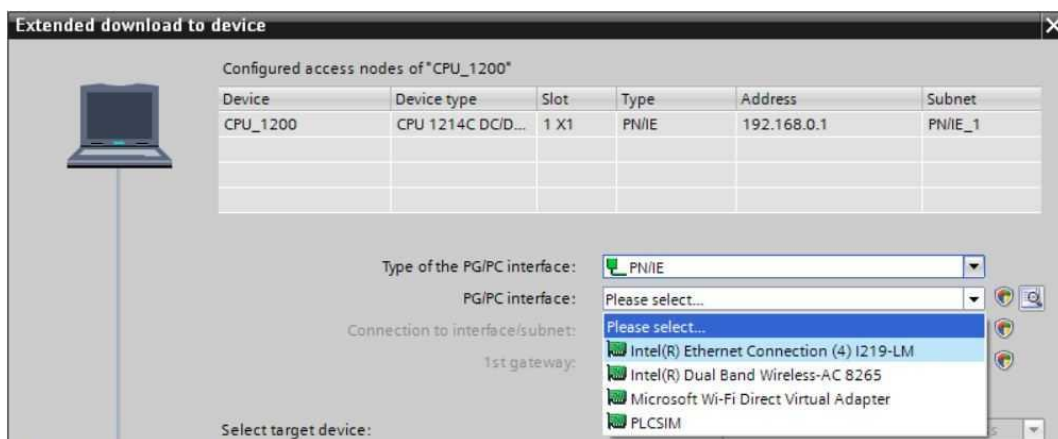 Extended download to device
Configured access nodes of "CPU_1200"
Device Device type Slot Type Address Subnet
CPU_1200 CPU 1214C DC/D... 1 X1 PN/IE 192.168.0.1 PN/IE_1
Type of the PG/PC interface: PN/IE
PG/PC interface: Please select...
Please select...
Connection to interface/subnet:
Intel(R) Ethernet Connection (4) I219-LM
1st gateway:
Intel(R) Dual Band Wireless-AC 8265
Microsoft Wi-Fi Direct Virtual Adapter
PLCSIM
Select target device: